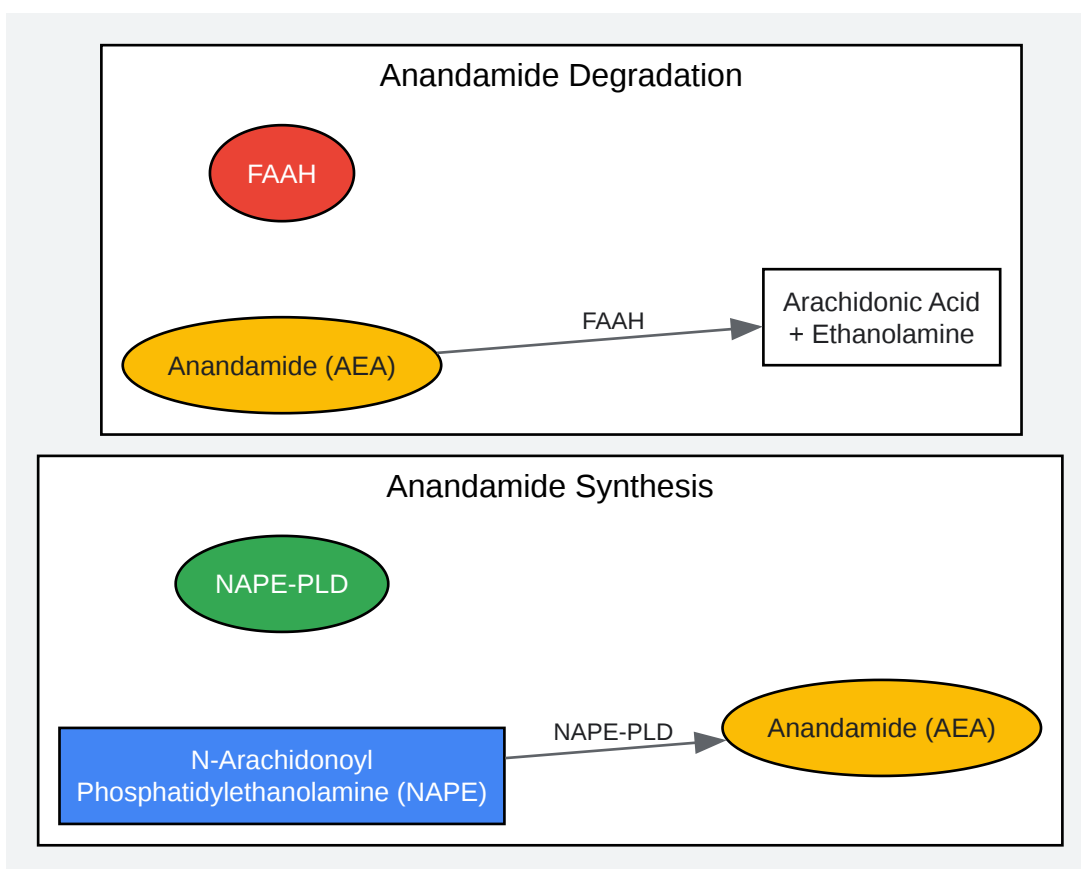 Anandamide Degradation
FAAH
FAAH
Arachidonic Acid
+ Ethanolamine
Anandamide (AEA)
Anandamide Synthesis
NAPE-PLD
NAPE-PLD
Anandamide (AEA)
N-Arachidonoyl
Phosphatidylethanolamine (NAPE)